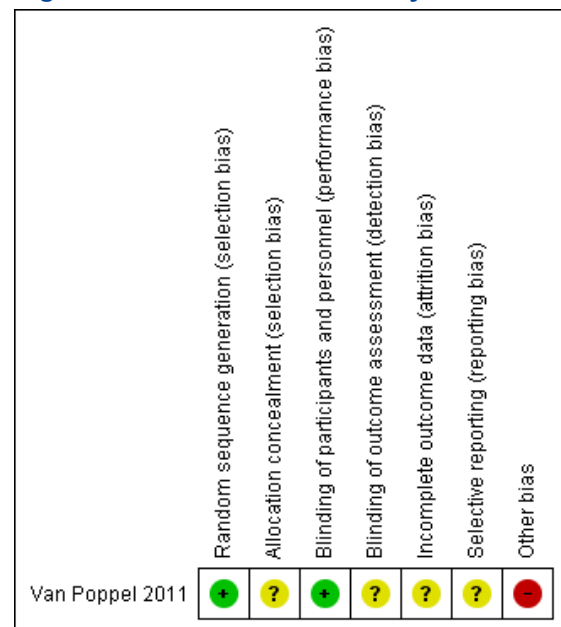 Random sequence generation (selection bias)
Allocation concealment (selection bias)
Blinding of participants and personnel (performance bias)
Blinding of outcome assessment (detection bias)
Incomplete outcome data (attrition bias)
Selective reporting (reporting bias)
Other bias
Van Poppel 2011 + ? + ? ? ? -